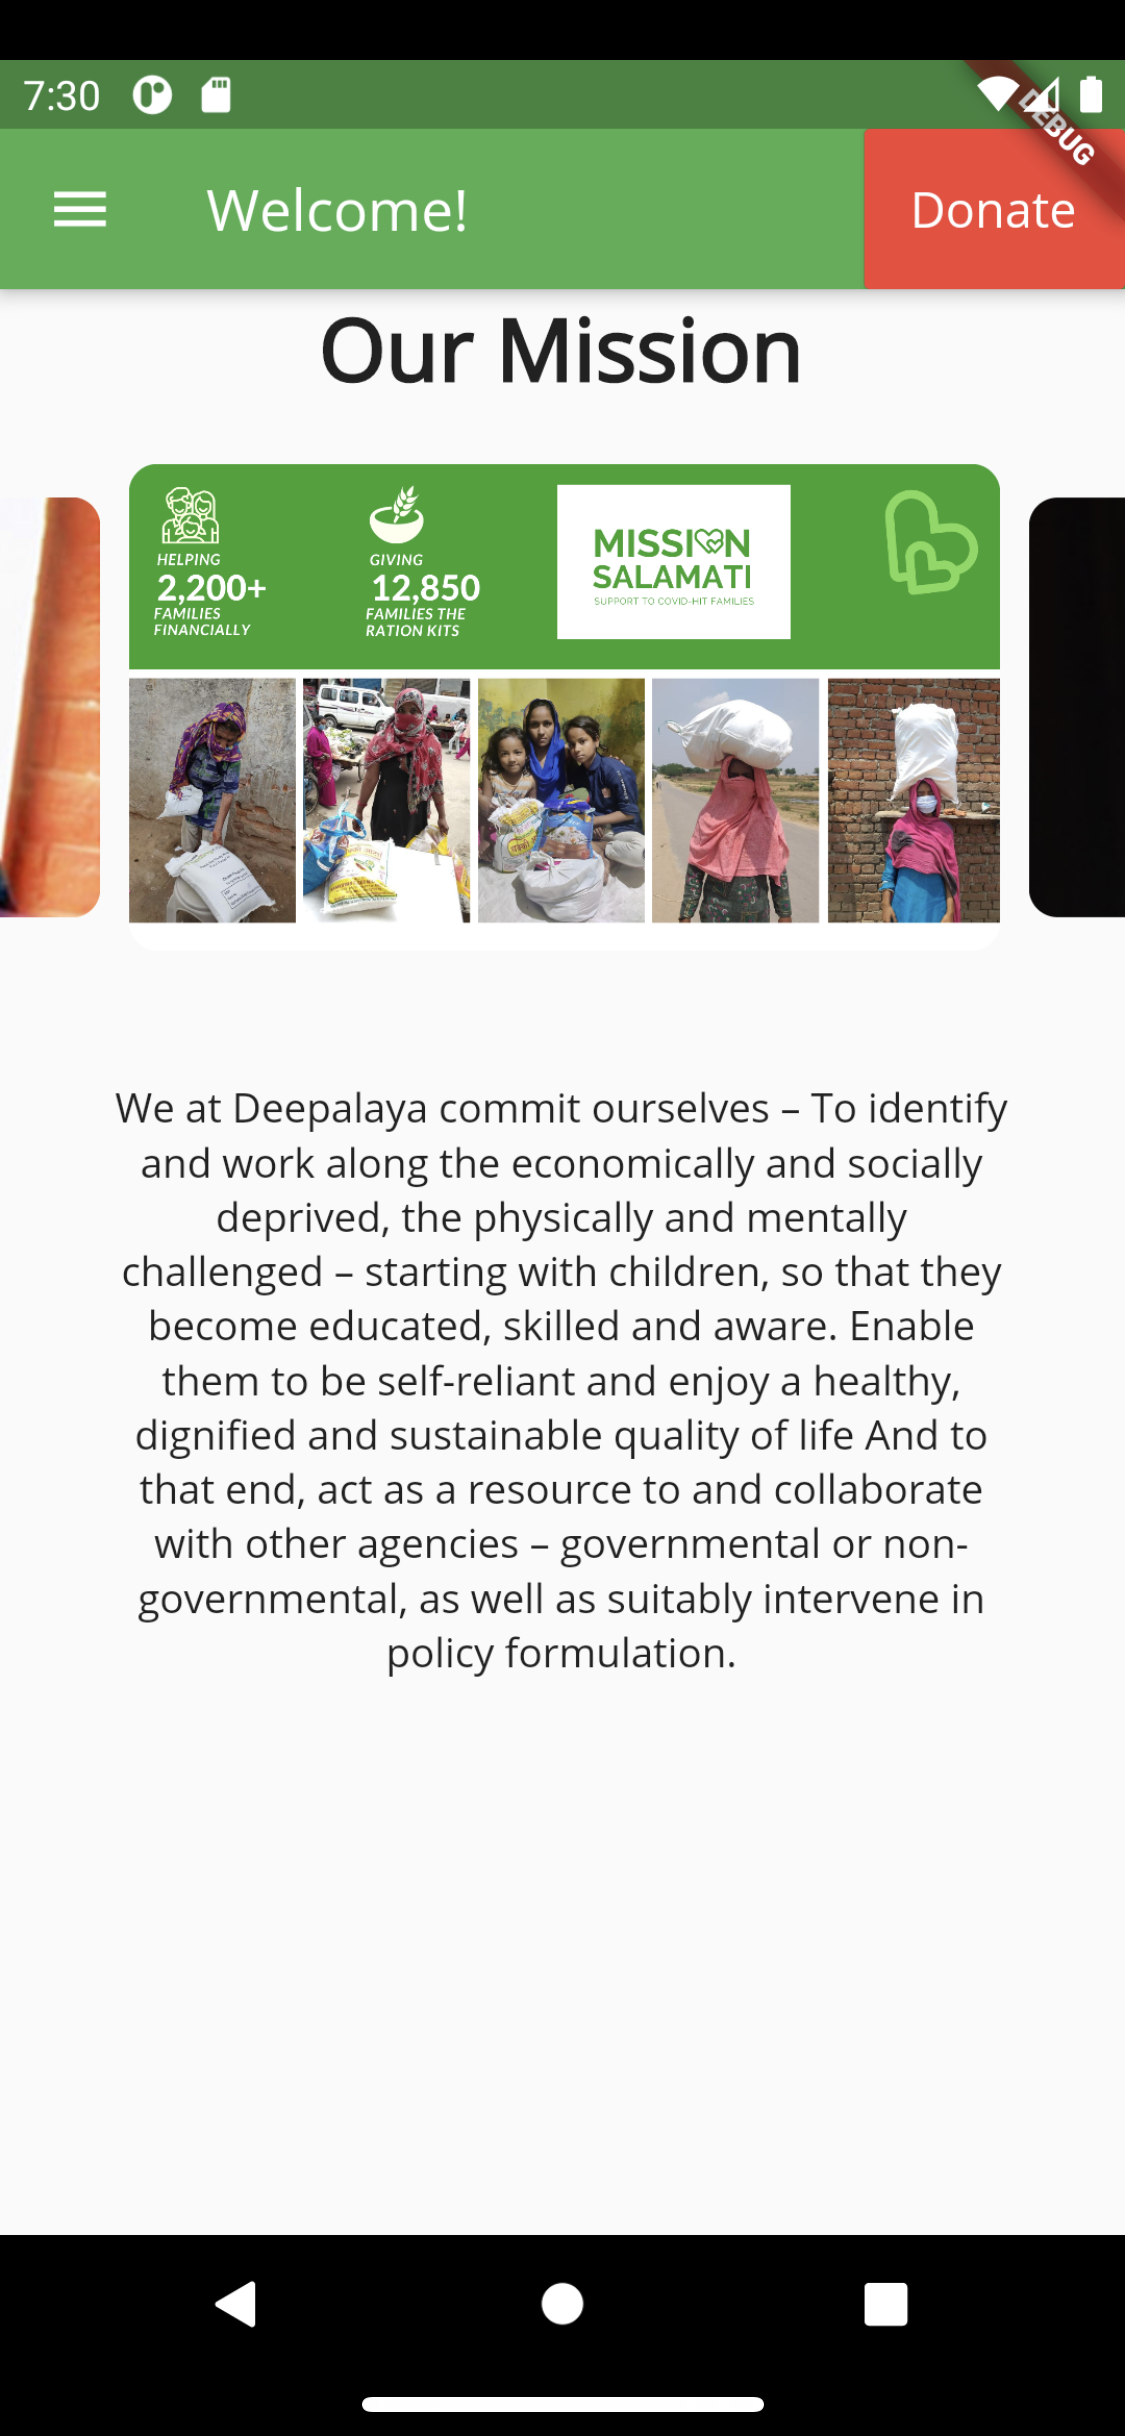 7:30
DEBUG
Welcome!
Donate
Our Mission
HELPING
2,200+
FAMILIES
FINANCIALLY
GIVING
12,850
FAMILIES THE
RATION KITS
MISSION
SALAMATI
SUPPORT TO COVID-HIT FAMILIES
We at Deepalaya commit ourselves – To identify
and work along the economically and socially
deprived, the physically and mentally
challenged – starting with children, so that they
become educated, skilled and aware. Enable
them to be self-reliant and enjoy a healthy,
dignified and sustainable quality of life And to
that end, act as a resource to and collaborate
with other agencies – governmental or non-
governmental, as well as suitably intervene in
policy formulation.